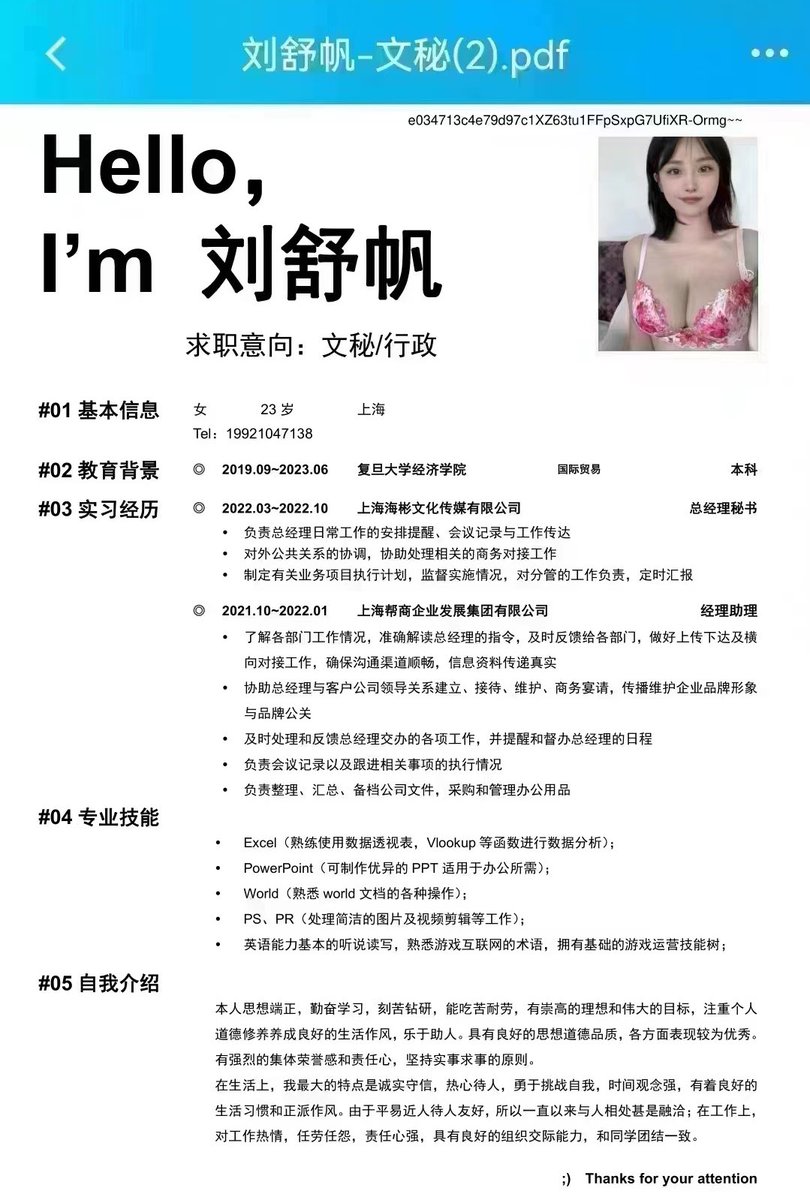 刘舒帆-文秘(2).pdf
e034713c4e79d97c1XZ63tu1FFpSxpG7UfiXR-Ormg~~
Hello,
I’m 刘舒帆
求职意向：文秘/行政
#01 基本信息 女 23 岁 上海
Tel：19921047138
#02 教育背景 ◎ 2019.09~2023.06 复旦大学经济学院 国际贸易 本科
#03 实习经历 ◎ 2022.03~2022.10 上海海彬文化传媒有限公司 总经理秘书
• 负责总经理日常工作的安排提醒、会议记录与工作传达
• 对外公共关系的协调，协助处理相关的商务对接工作
• 制定有关业务项目执行计划，监督实施情况，对分管的工作负责，定时汇报
◎ 2021.10~2022.01 上海帮商企业发展集团有限公司 经理助理
• 了解各部门工作情况，准确解读总经理的指令，及时反馈给各部门，做好上传下达及横
向对接工作，确保沟通渠道顺畅，信息资料传递真实
• 协助总经理与客户公司领导关系建立、接待、维护、商务宴请，传播维护企业品牌形象
与品牌公关
• 及时处理和反馈总经理交办的各项工作，并提醒和督办总经理的日程
• 负责会议记录以及跟进相关事项的执行情况
• 负责整理、汇总、备档公司文件，采购和管理办公用品
#04 专业技能
• Excel（熟练使用数据透视表，Vlookup 等函数进行数据分析）；
• PowerPoint（可制作优异的 PPT 适用于办公所需）；
• World（熟悉 world 文档的各种操作）；
• PS、PR（处理简洁的图片及视频剪辑等工作）；
• 英语能力基本的听说读写，熟悉游戏互联网的术语，拥有基础的游戏运营技能树；
#05 自我介绍
本人思想端正，勤奋学习，刻苦钻研，能吃苦耐劳，有崇高的理想和伟大的目标，注重个人
道德修养养成良好的生活作风，乐于助人。具有良好的思想道德品质，各方面表现较为优秀。
有强烈的集体荣誉感和责任心，坚持实事求事的原则。
在生活上，我最大的特点是诚实守信，热心待人，勇于挑战自我，时间观念强，有着良好的
生活习惯和正派作风。由于平易近人待人友好，所以一直以来与人相处甚是融洽；在工作上，
对工作热情，任劳任怨，责任心强，具有良好的组织交际能力，和同学团结一致。
;) Thanks for your attention